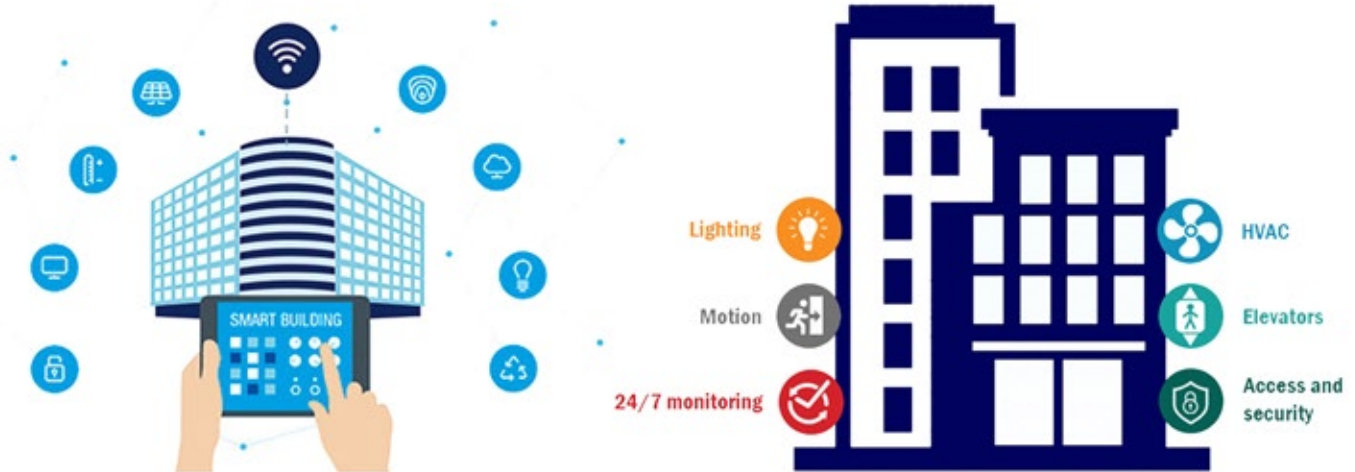 SMART BUILDING
Lighting
Motion
24/7 monitoring
HVAC
Elevators
Access and
security